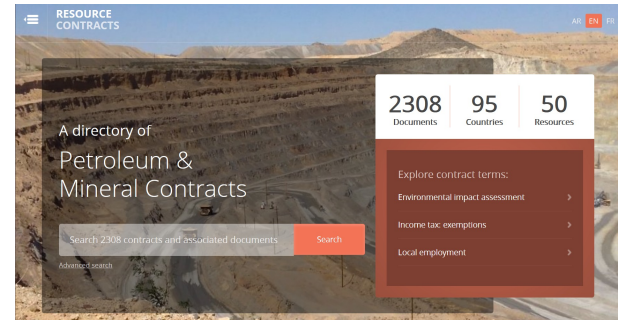 RESOURCE
CONTRACTS
AR EN FR
A directory of
Petroleum &
Mineral Contracts
Search 2308 contracts and associated documents
Search
Advanced search
2308 95 50
Documents Countries Resources
Explore contract terms:
Environmental impact assessment
Income tax: exemptions
Local employment